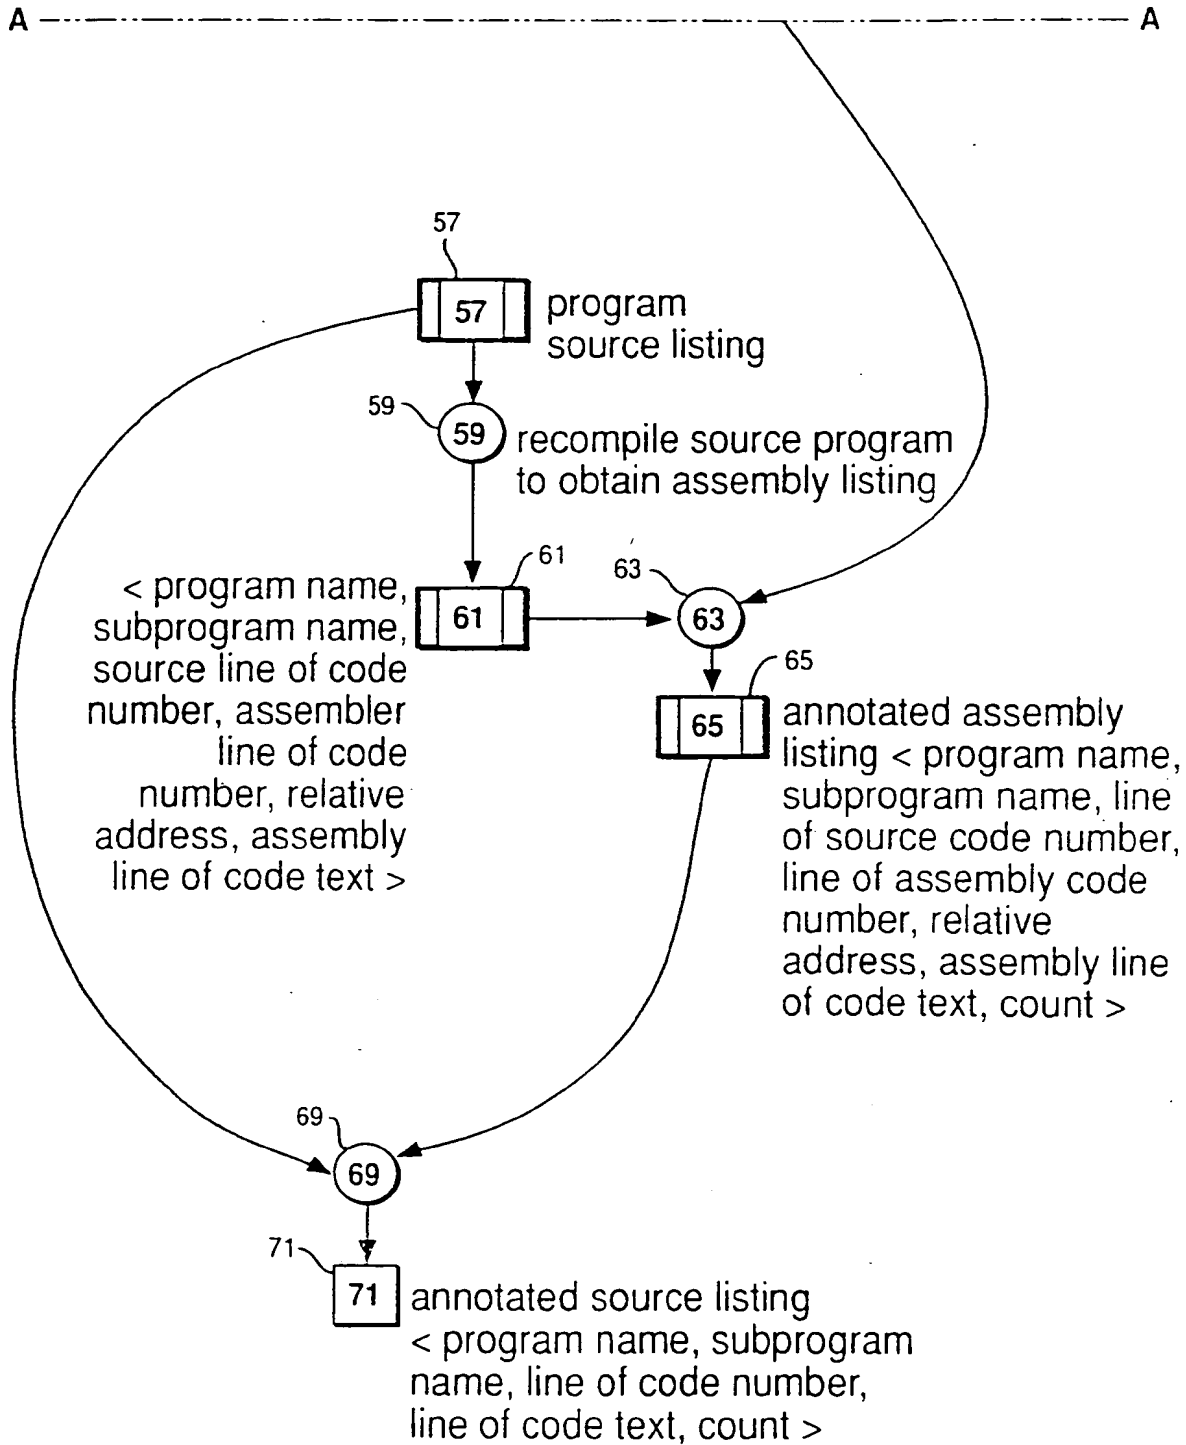 A A
57
57
program
source listing
59
59
recompile source program
to obtain assembly listing
61
61
63
63
< program name,
subprogram name,
source line of code
number, assembler
line of code
number, relative
address, assembly
line of code text >
65
65
annotated assembly
listing < program name,
subprogram name, line
of source code number,
line of assembly code
number, relative
address, assembly line
of code text, count >
69
69
71
71
annotated source listing
< program name, subprogram
name, line of code number,
line of code text, count >